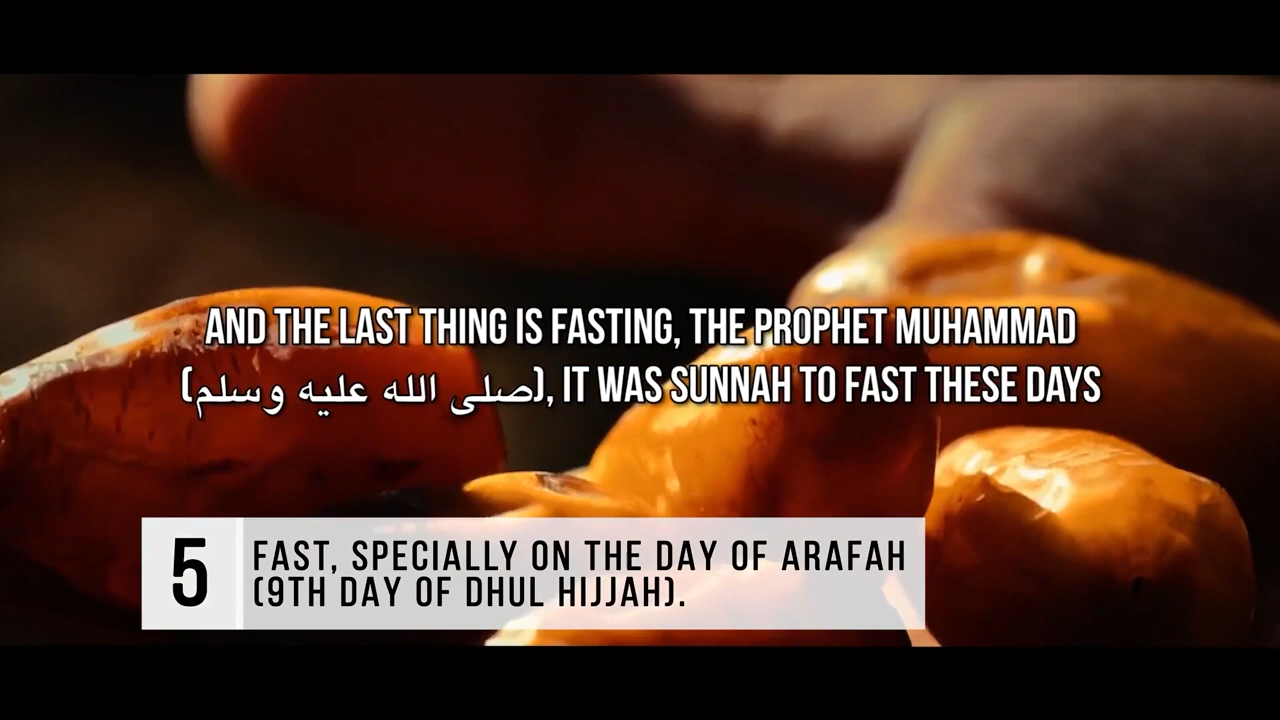 AND THE LAST THING IS FASTING, THE PROPHET MUHAMMAD
(صلى الله عليه وسلم), IT WAS SUNNAH TO FAST THESE DAYS
5
FAST, SPECIALLY ON THE DAY OF ARAFAH
(9TH DAY OF DHUL HIJJAH).